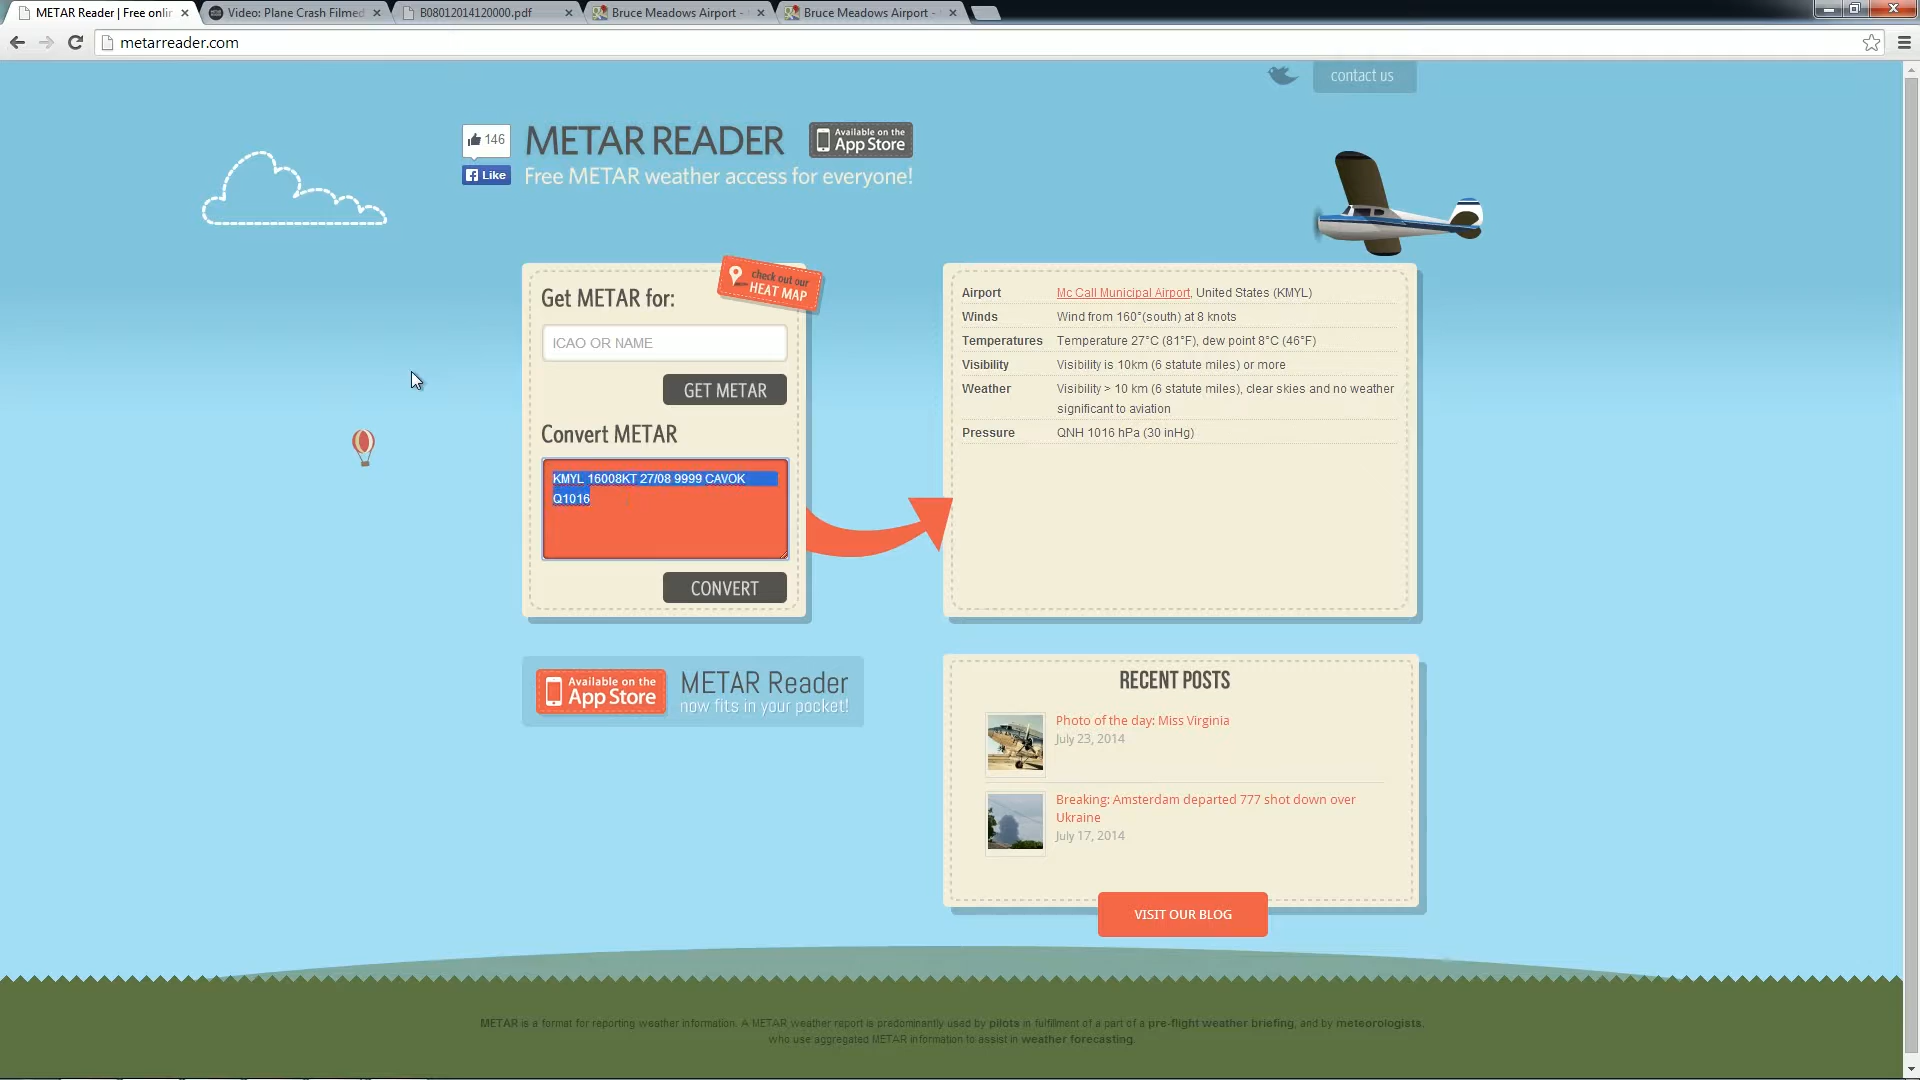 METAR Reader | Free onlin
Video: Plane Crash Filmed
B08012014120000.pdf
Bruce Meadows Airport -
Bruce Meadows Airport -
metarreader.com
contact us
146
METAR READER
Available on the
App Store
Like
Free METAR weather access for everyone!
Get METAR for:
check out our
HEAT MAP
ICAO OR NAME
GET METAR
Convert METAR
KMYL 16008KT 27/08 9999 CAVOK
Q1016
CONVERT
Airport Mc Call Municipal Airport, United States (KMYL)
Winds Wind from 160°(south) at 8 knots
Temperatures Temperature 27°C (81°F), dew point 8°C (46°F)
Visibility Visibility is 10km (6 statute miles) or more
Weather Visibility > 10 km (6 statute miles), clear skies and no weather
significant to aviation
Pressure QNH 1016 hPa (30 inHg)
Available on the
App Store
METAR Reader
now fits in your pocket!
RECENT POSTS
Photo of the day: Miss Virginia
July 23, 2014
Breaking: Amsterdam departed 777 shot down over
Ukraine
July 17, 2014
VISIT OUR BLOG
METAR is a format for reporting weather information. A METAR weather report is predominantly used by pilots in fulfillment of a part of a pre-flight weather briefing, and by meteorologists,
who use aggregated METAR information to assist in weather forecasting.